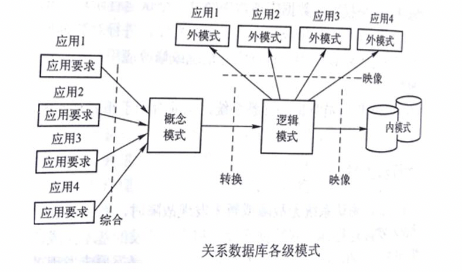 应用1
应用2
应用3
应用4
外模式
外模式
外模式
外模式
映像
应用1
应用要求
应用2
应用要求
应用3
应用要求
应用4
应用要求
综合
概念
模式
转换
逻辑
模式
映像
内模式
关系数据库各级模式